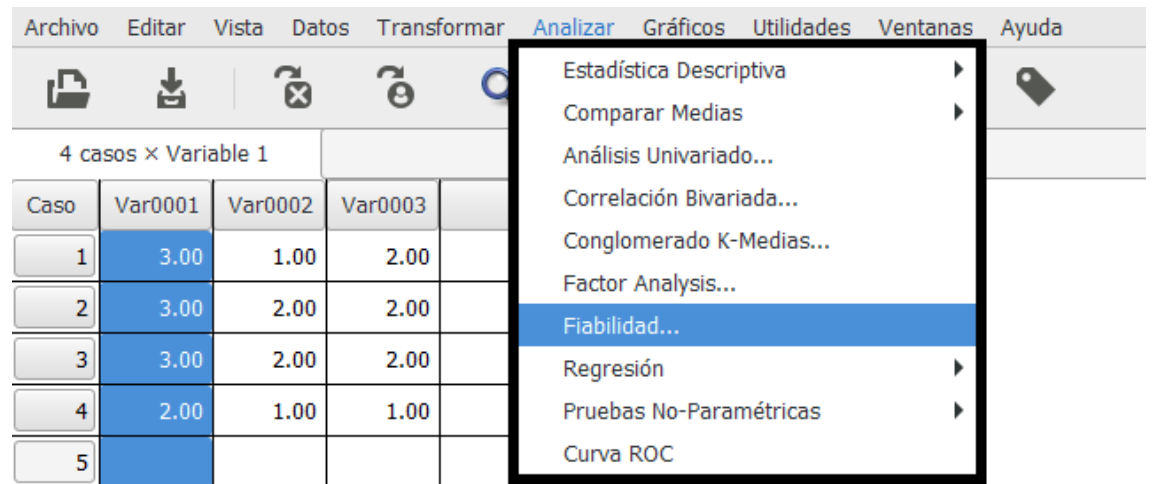 Archivo Editar Vista Datos Transformar Analizar Gráficos Utilidades Ventanas Ayuda
4 casos × Variable 1
Caso Var0001 Var0002 Var0003
1 3.00 1.00 2.00
2 3.00 2.00 2.00
3 3.00 2.00 2.00
4 2.00 1.00 1.00
5
Estadística Descriptiva
Comparar Medias
Análisis Univariado...
Correlación Bivariada...
Conglomerado K-Medias...
Factor Analysis...
Fiabilidad...
Regresión
Pruebas No-Paramétricas
Curva ROC